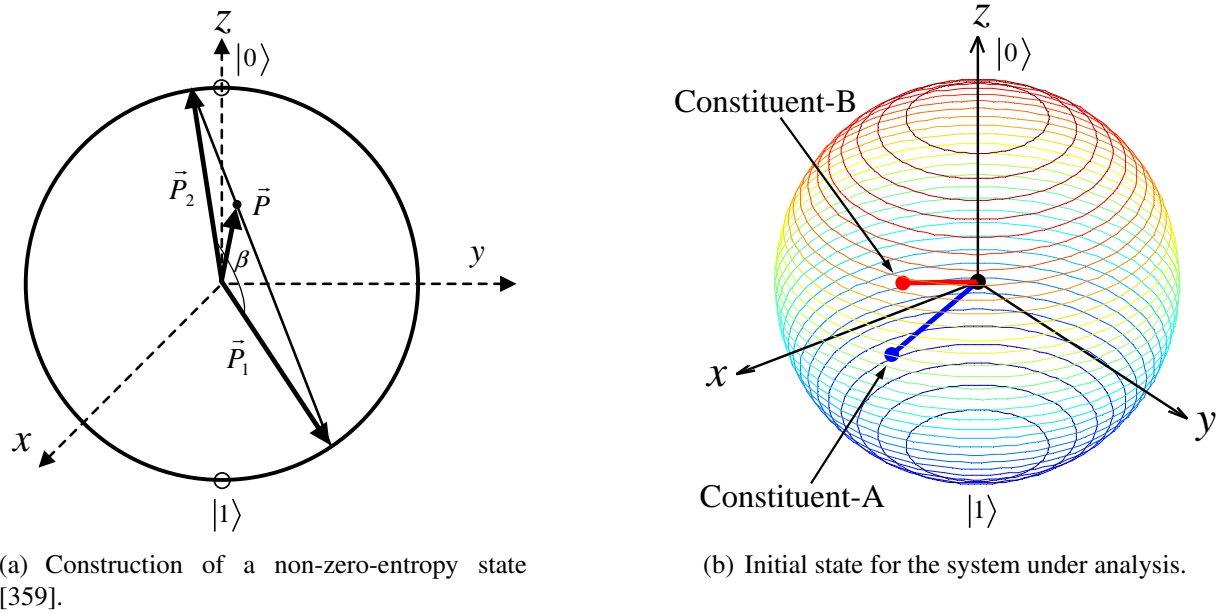 z
|0⟩
P⃗₂
P⃗
β
y
P⃗₁
x
|1⟩
(a) Construction of a non-zero-entropy state
[359].
z
|0⟩
Constituent-B
x
y
Constituent-A
|1⟩
(b) Initial state for the system under analysis.